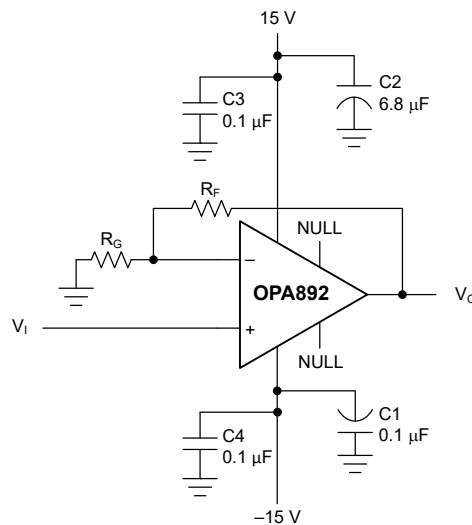 15 V
C3
0.1 μF
C2
6.8 μF
RF
RG
NULL
–
OPA892
VO
VI
+
NULL
C1
0.1 μF
C4
0.1 μF
–15 V